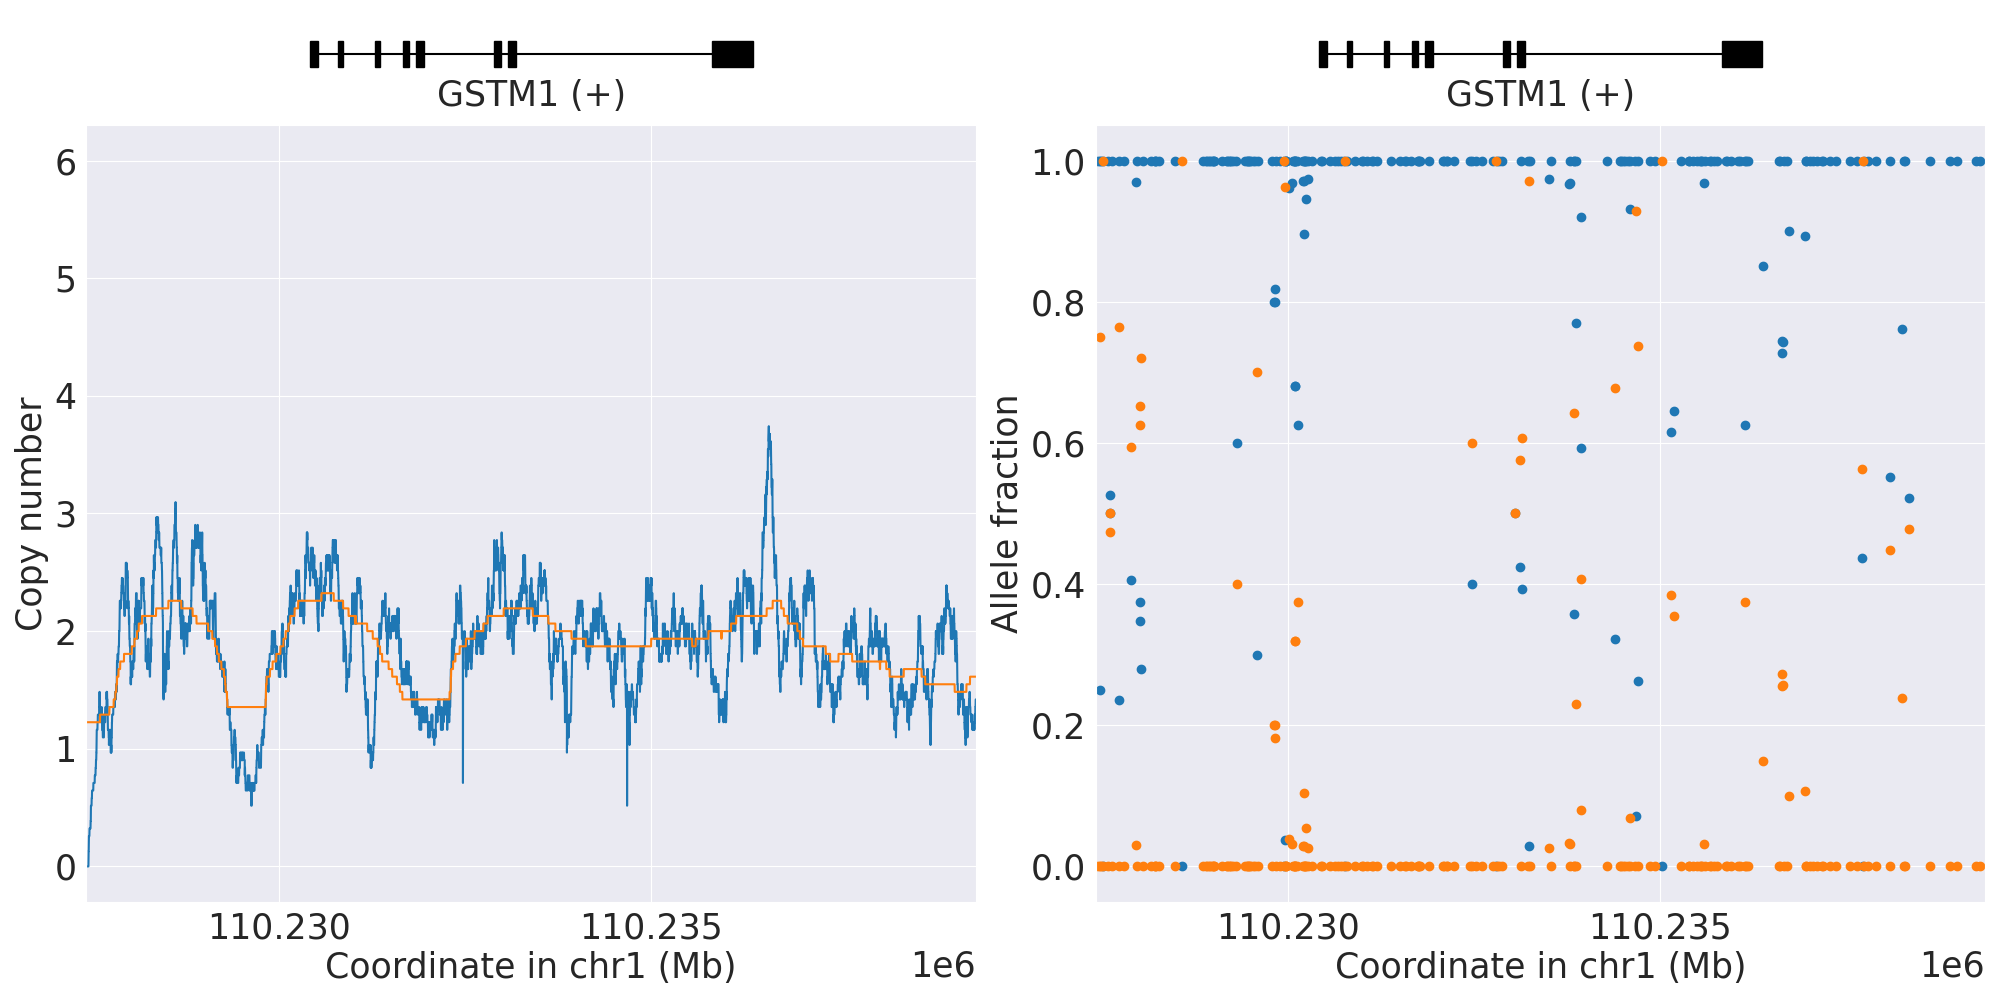 GSTM1 (+)
6
5
4
3
2
1
0
Copy number
110.230
110.235
Coordinate in chr1 (Mb)
1e6
GSTM1 (+)
1.0
0.8
0.6
0.4
0.2
0.0
Allele fraction
110.230
110.235
Coordinate in chr1 (Mb)
1e6